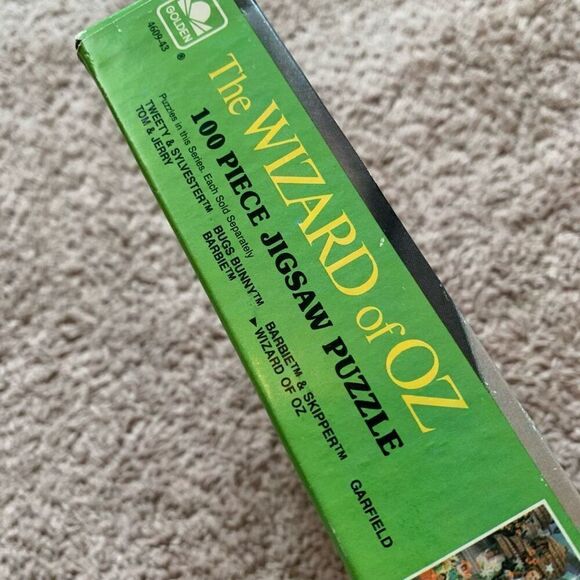 GOLDEN
®
4609-43
The WIZARD of OZ
100 PIECE JIGSAW PUZZLE
Puzzles in this Series. Each Sold Separately
TWEETY & SYLVESTER™ BUGS BUNNY™ BARBIE™ & SKIPPER™ GARFIELD
TOM & JERRY BARBIE™ ▶ WIZARD OF OZ